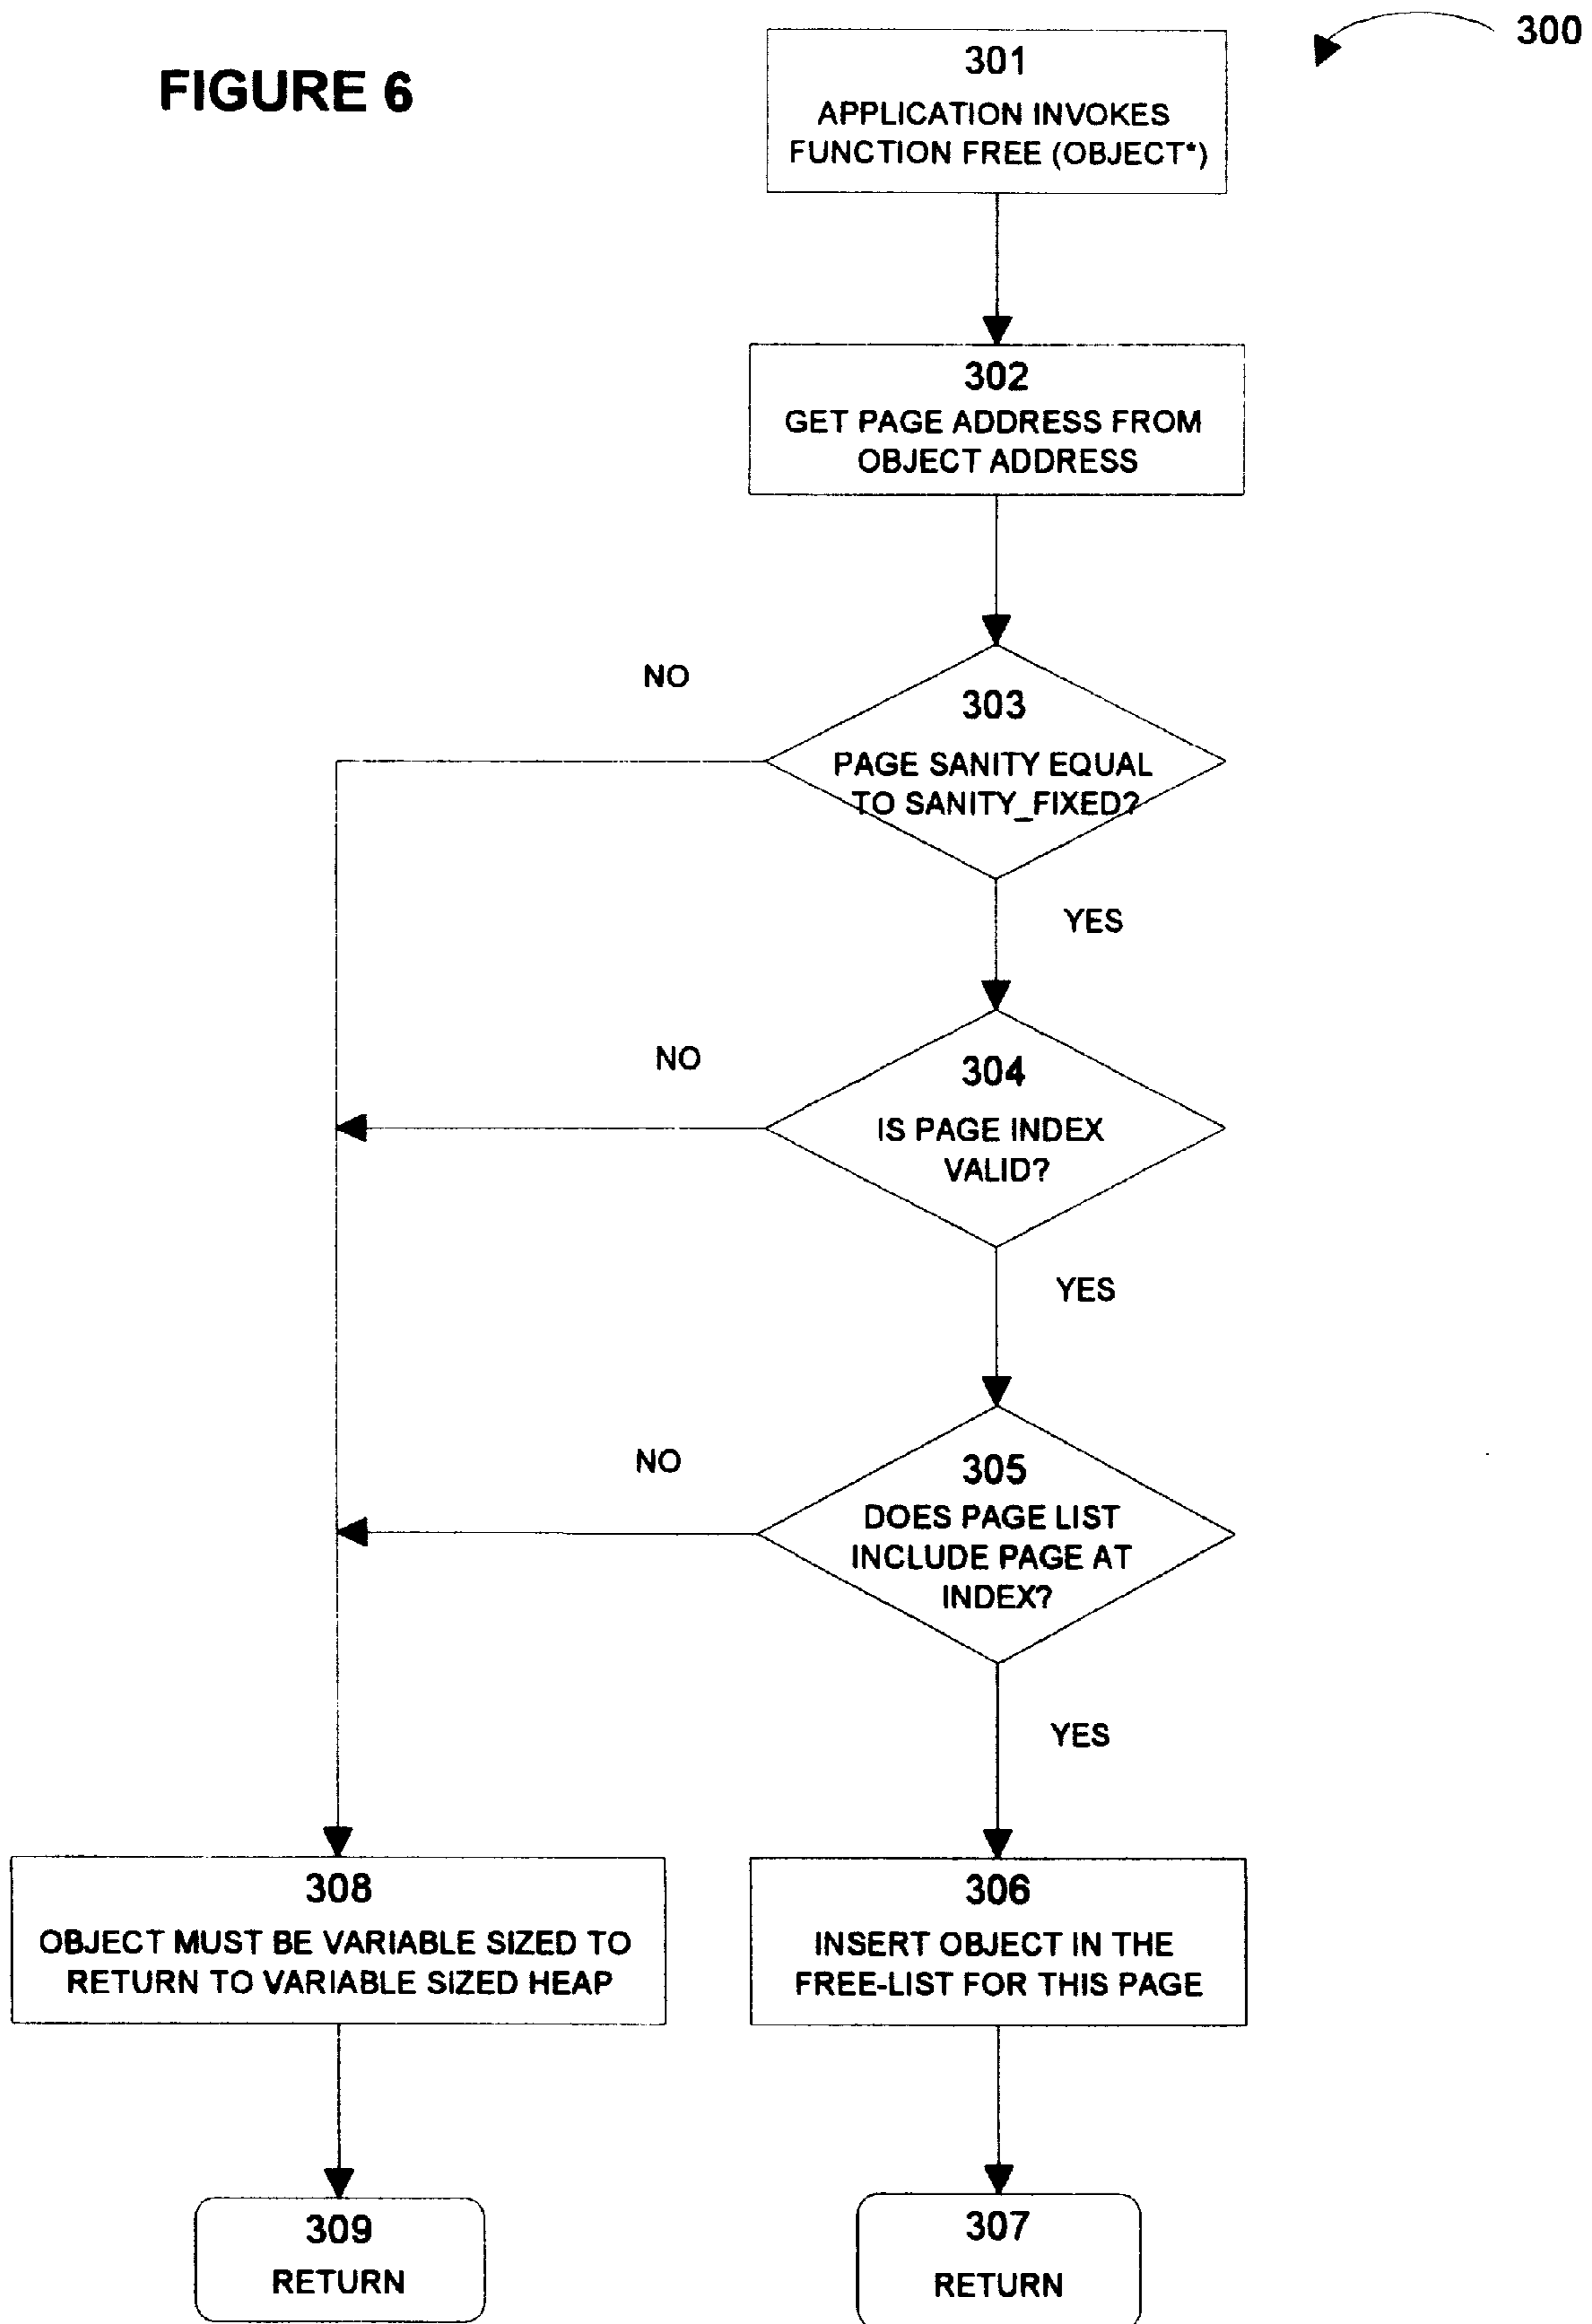 FIGURE 6
300
301
APPLICATION INVOKES
FUNCTION FREE (OBJECT*)
302
GET PAGE ADDRESS FROM
OBJECT ADDRESS
NO
303
PAGE SANITY EQUAL
TO SANITY_FIXED?
YES
NO
304
IS PAGE INDEX
VALID?
YES
NO
305
DOES PAGE LIST
INCLUDE PAGE AT
INDEX?
YES
308
OBJECT MUST BE VARIABLE SIZED TO
RETURN TO VARIABLE SIZED HEAP
306
INSERT OBJECT IN THE
FREE-LIST FOR THIS PAGE
309
RETURN
307
RETURN